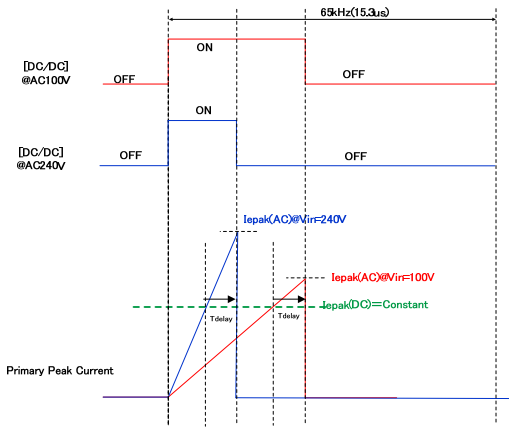 65kHz(15.3us)
ON
[DC/DC]
@AC100V
OFF
OFF
ON
[DC/DC]
@AC240V
OFF
OFF
Iepak(AC)@Vin=240V
Iepak(AC)@Vin=100V
Iepak(DC)=Constant
Tdelay
Tdelay
Primary Peak Current